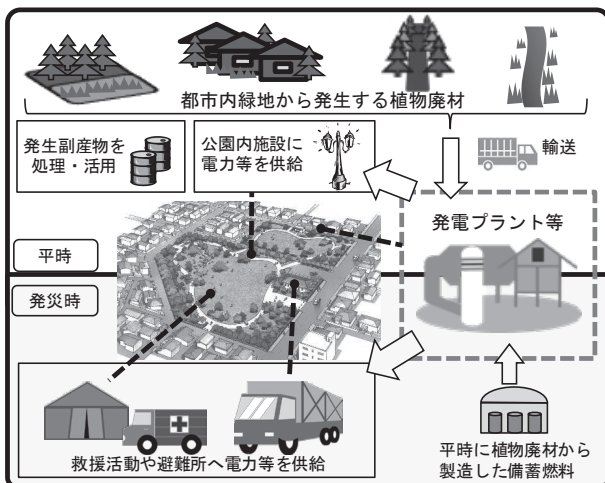 都市内緑地から発生する植物廃材
発生副産物を
処理・活用
公園内施設に
電力等を供給
輸送
発電プラント等
平時
発災時
救援活動や避難所へ電力等を供給
平時に植物廃材から
製造した備蓄燃料